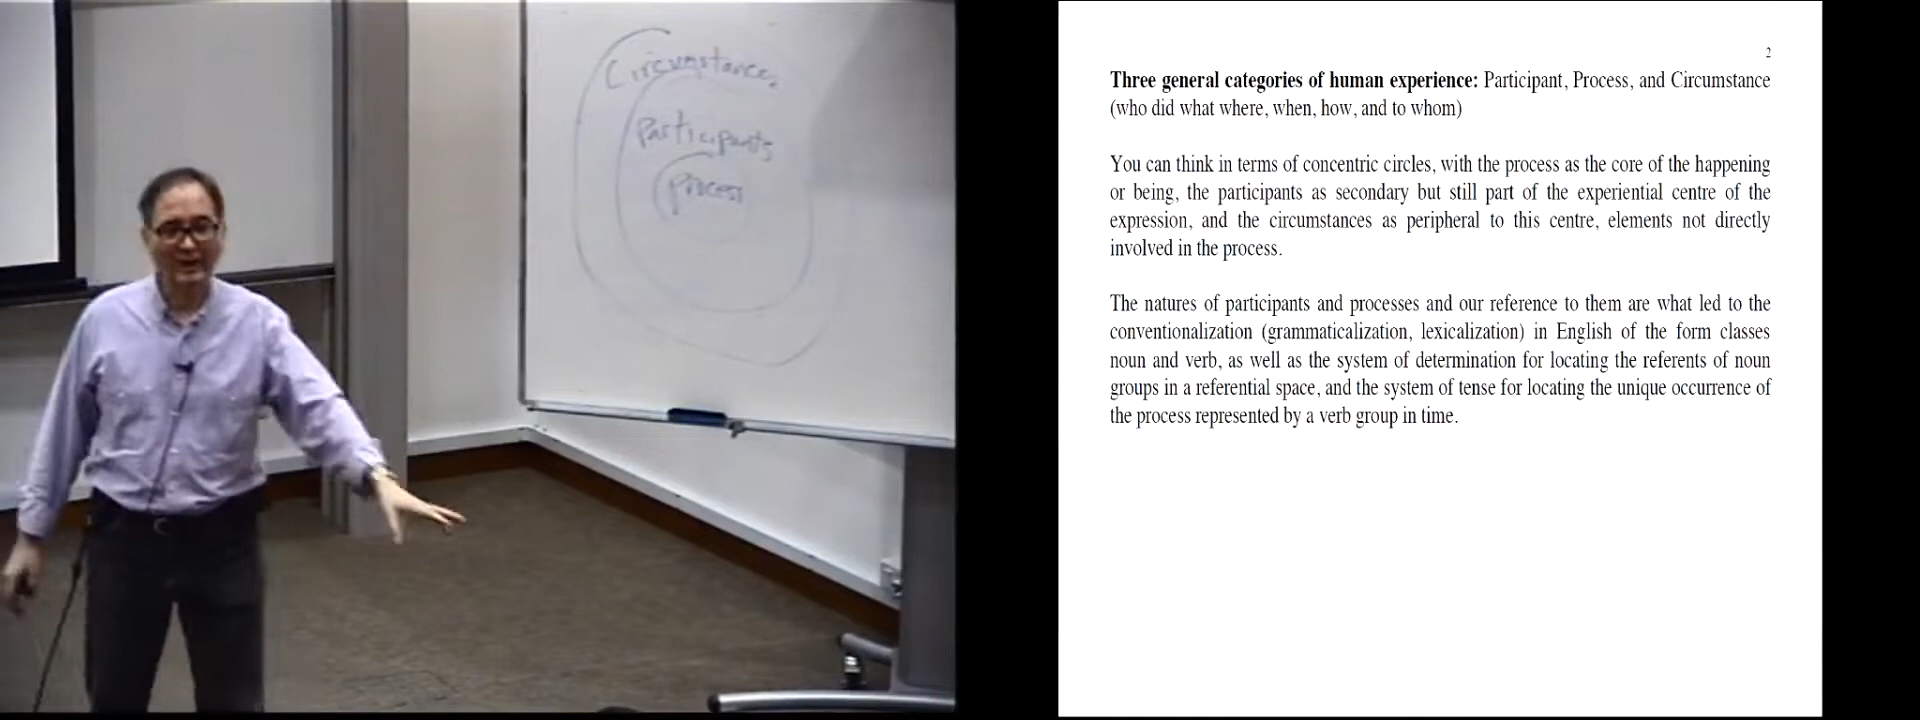 Circumstances
Participants
Process
2
Three general categories of human experience: Participant, Process, and Circumstance
(who did what where, when, how, and to whom)
You can think in terms of concentric circles, with the process as the core of the happening
or being, the participants as secondary but still part of the experiential centre of the
expression, and the circumstances as peripheral to this centre, elements not directly
involved in the process.
The natures of participants and processes and our reference to them are what led to the
conventionalization (grammaticalization, lexicalization) in English of the form classes
noun and verb, as well as the system of determination for locating the referents of noun
groups in a referential space, and the system of tense for locating the unique occurrence of
the process represented by a verb group in time.